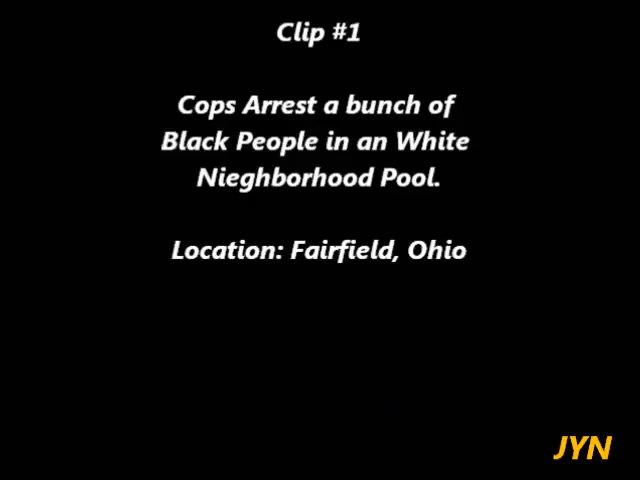 Clip #1
Cops Arrest a bunch of
Black People in an White
Nieghborhood Pool.
Location: Fairfield, Ohio
JYN